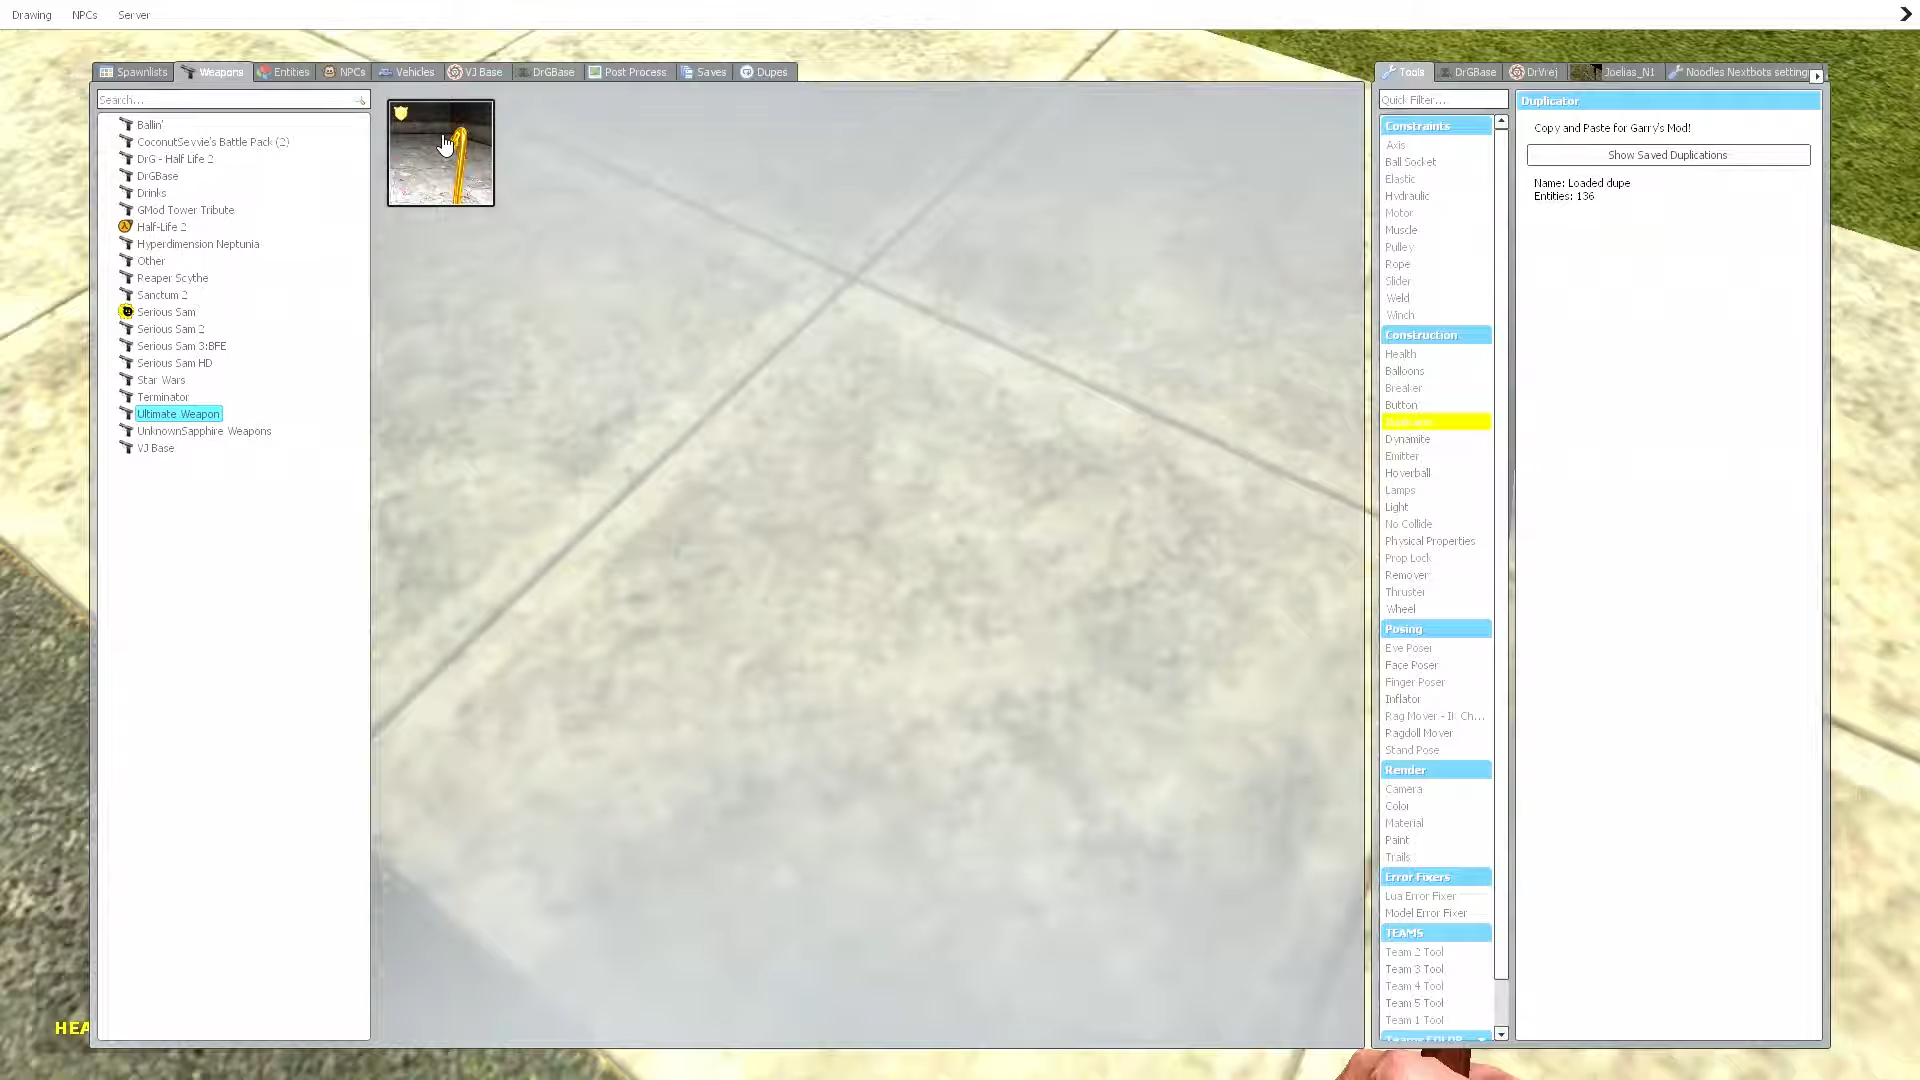 Drawing NPCs Server
Spawnlists Weapons Entities NPCs Vehicles VJ Base DrGBase Post Process Saves Dupes
Search...
Ballin'
CoconutSevvie's Battle Pack (2)
DrG - Half Life 2
DrGBase
Drinks
GMod Tower Tribute
Half-Life 2
Hyperdimension Neptunia
Other
Reaper Scythe
Sanctum 2
Serious Sam
Serious Sam 2
Serious Sam 3:BFE
Serious Sam HD
Star Wars
Terminator
Ultimate Weapon
UnknownSapphire Weapons
VJ Base
HEA
Tools DrGBase DrVrej Joelias_N1 Noodles Nextbots setting
Quick Filter...
Constraints
Axis
Ball Socket
Elastic
Hydraulic
Motor
Muscle
Pulley
Rope
Slider
Weld
Winch
Construction
Health
Balloons
Breaker
Button
Duplicator
Dynamite
Emitter
Hoverball
Lamps
Light
No Collide
Physical Properties
Prop Lock
Remover
Thruster
Wheel
Posing
Eye Poser
Face Poser
Finger Poser
Inflator
Rag Mover - IK Ch...
Ragdoll Mover
Stand Pose
Render
Camera
Color
Material
Paint
Trails
Error Fixers
Lua Error Fixer
Model Error Fixer
TEAMS
Team 2 Tool
Team 3 Tool
Team 4 Tool
Team 5 Tool
Team 1 Tool
Teams COLOR
Duplicator
Copy and Paste for Garry's Mod!
Show Saved Duplications
Name: Loaded dupe
Entities: 136